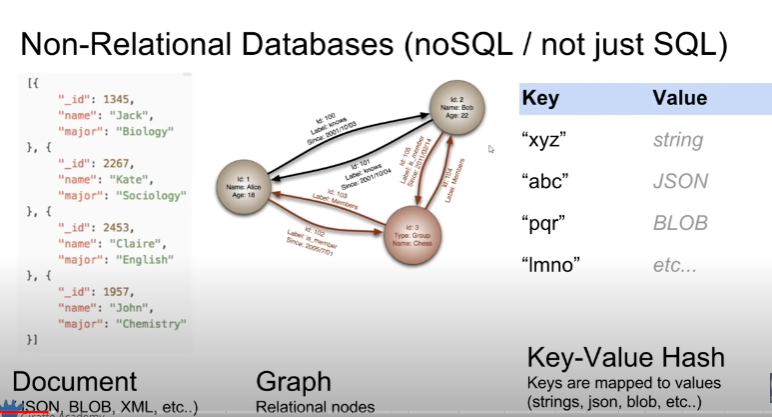 Non-Relational Databases (noSQL / not just SQL)
[{
"_id": 1345,
"name": "Jack",
"major": "Biology"
}, {
"_id": 2267,
"name": "Kate",
"major": "Sociology"
}, {
"_id": 2453,
"name": "Claire",
"major": "English"
}, {
"_id": 1957,
"name": "John",
"major": "Chemistry"
}]
Document
JSON, BLOB, XML, etc..)
Giraffe Academy
Id: 1
Name: Alice
Age: 18
Id: 100
Label: knows
Since: 2001/10/03
Id: 101
Label: knows
Since: 2001/10/04
Id: 2
Name: Bob
Age: 22
Id: 103
Label: Members
Id: 102
Label: is_member
Since: 2005/7/01
Id: 105
Label: is_member
Since: 2011/02/14
Id: 104
Label: Members
Id: 3
Type: Group
Name: Chess
Graph
Relational nodes
Key Value
“xyz” string
“abc” JSON
“pqr” BLOB
“lmno” etc...
Key-Value Hash
Keys are mapped to values
(strings, json, blob, etc..)